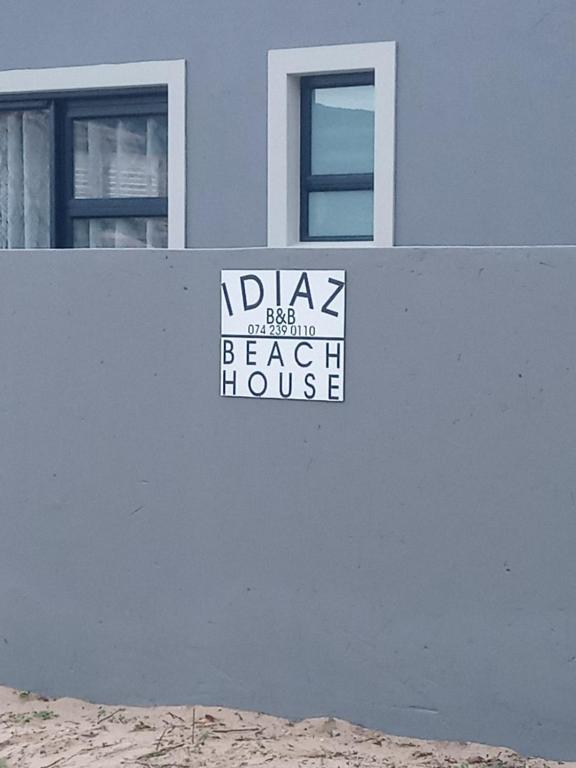 IDIAZ
B&B
074 239 0110
BEACH
HOUSE